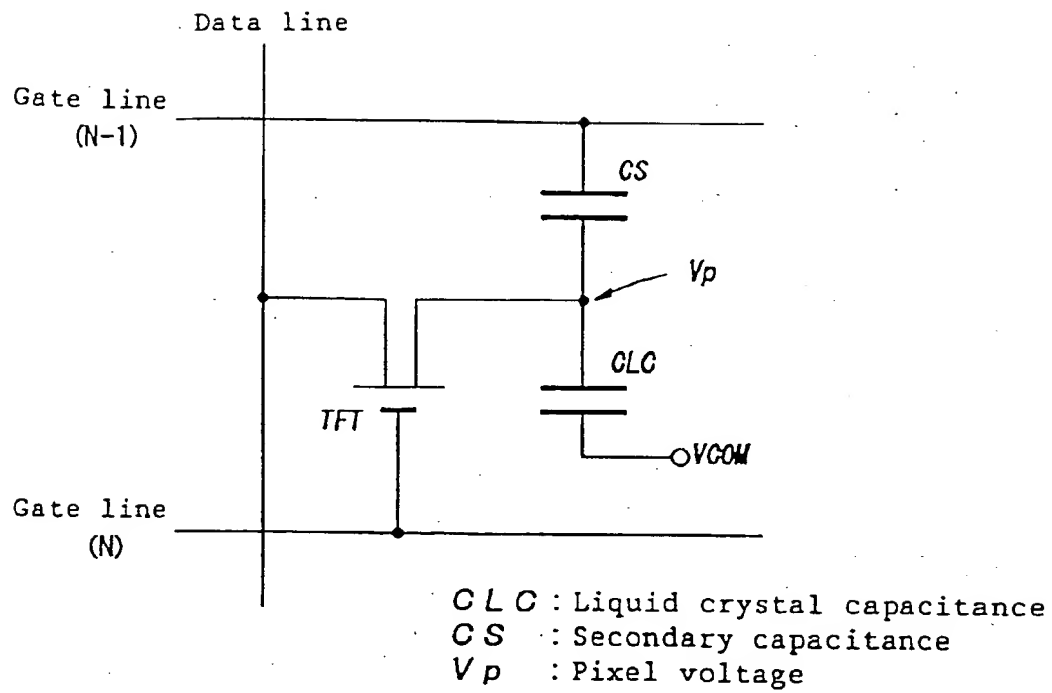 Data line
Gate line
(N-1)
CS
Vp
CLC
TFT
VCOM
Gate line
(N)
CLC : Liquid crystal capacitance
CS : Secondary capacitance
Vp : Pixel voltage